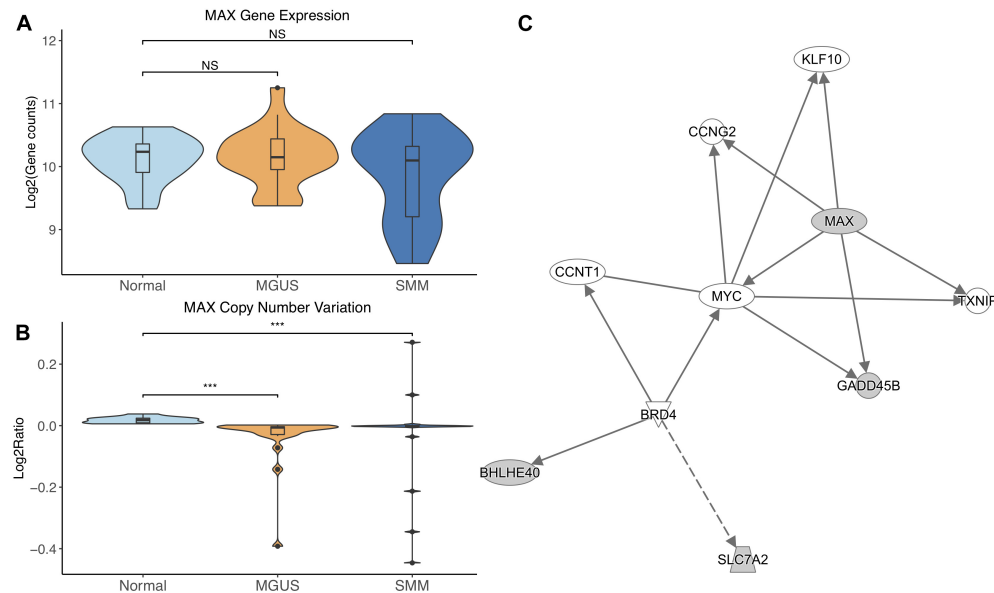 A
MAX Gene Expression
NS
NS
12
11
10
9
Log2(Gene counts)
Normal
MGUS
SMM
B
MAX Copy Number Variation
***
***
0.2
0.0
−0.2
−0.4
Log2Ratio
Normal
MGUS
SMM
C
KLF10
CCNG2
MAX
CCNT1
MYC
TXNIP
GADD45B
BRD4
BHLHE40
SLC7A2